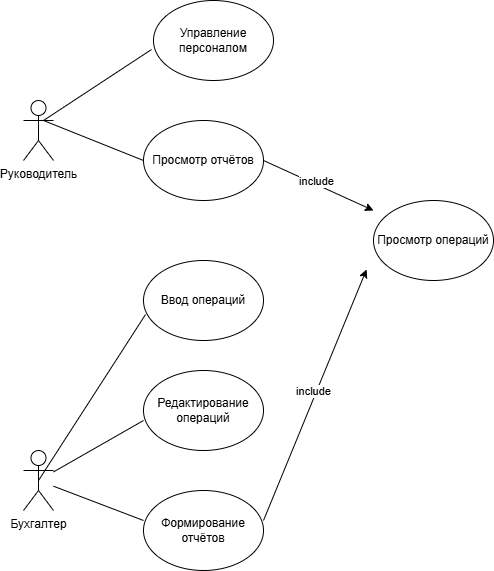 Управление
персоналом
Просмотр отчётов
include
Руководитель
Просмотр операций
Ввод операций
Редактирование
операций
include
Бухгалтер
Формирование
отчётов